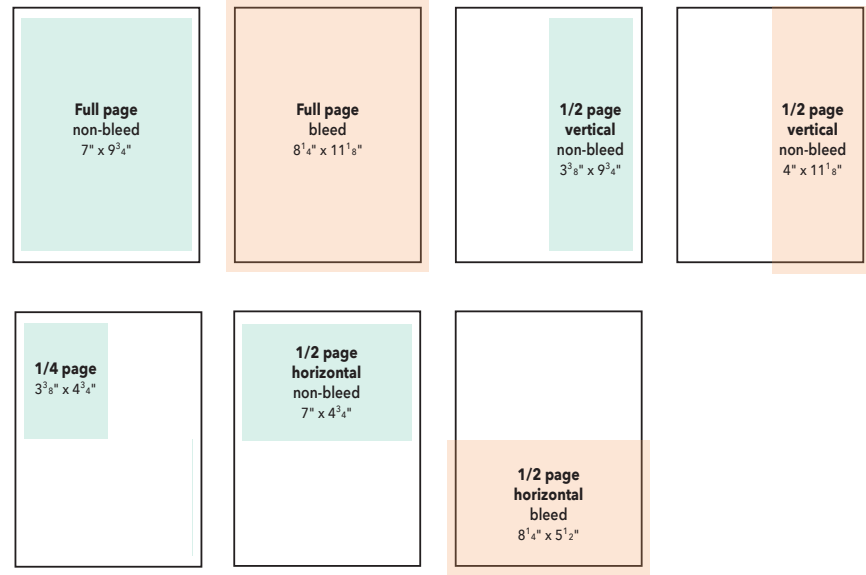 Full page
non-bleed
7" x 9³₄"
Full page
bleed
8¹₄" x 11¹₈"
1/2 page
vertical
non-bleed
3³₈" x 9³₄"
1/2 page
vertical
non-bleed
4" x 11¹₈"
1/4 page
3³₈" x 4³₄"
1/2 page
horizontal
non-bleed
7" x 4³₄"
1/2 page
horizontal
bleed
8¹₄" x 5¹₂"